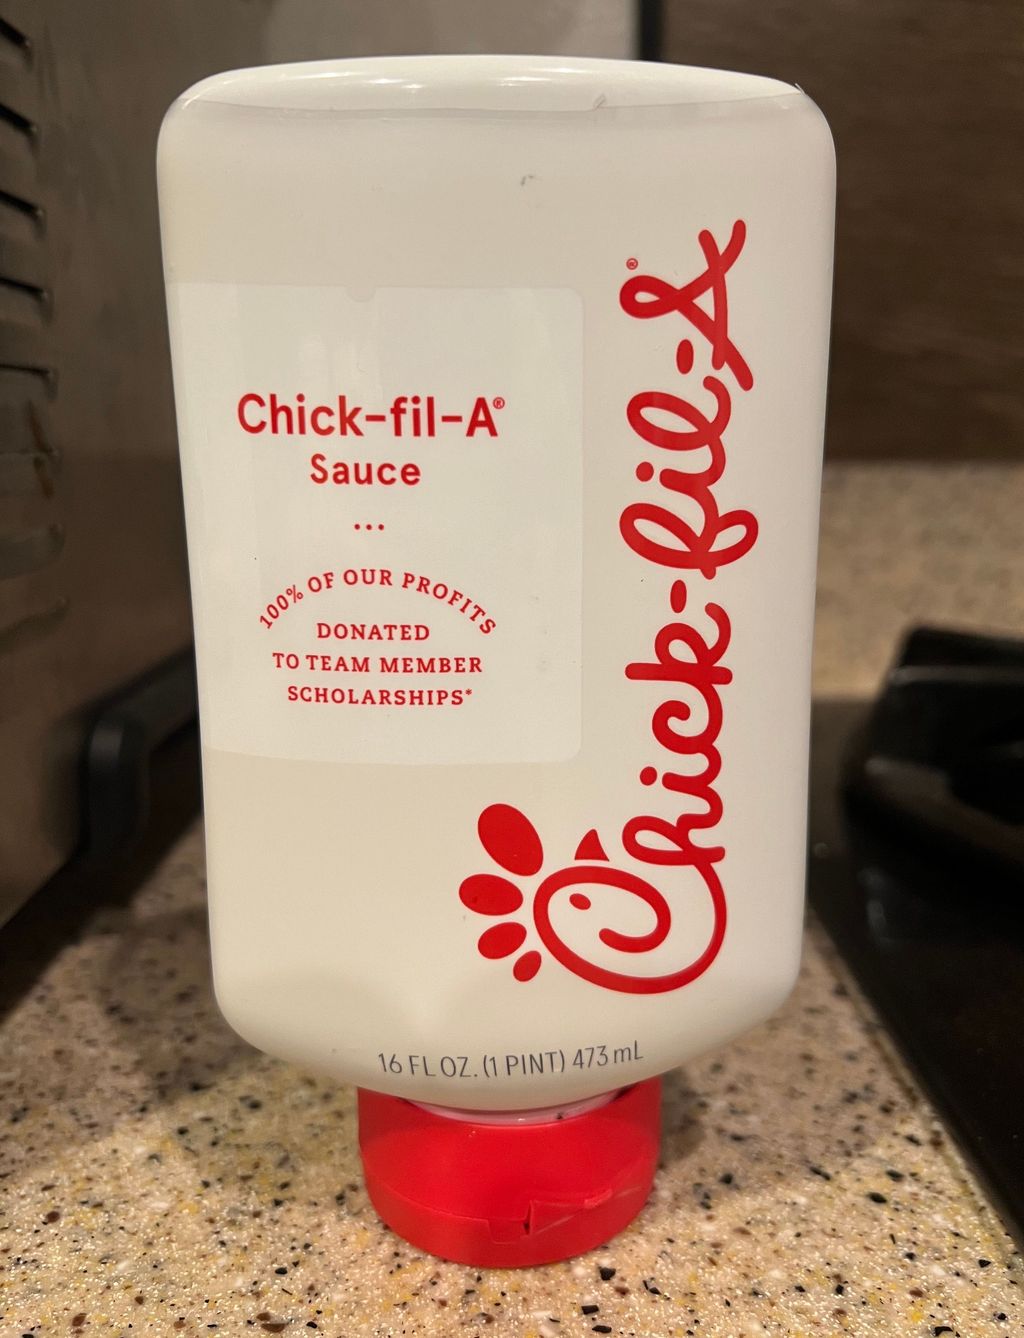 Chick-fil-A®
Sauce
...
100% OF OUR PROFITS
DONATED
TO TEAM MEMBER
SCHOLARSHIPS*
Chick-fil-A®
16 FL OZ. (1 PINT) 473 mL